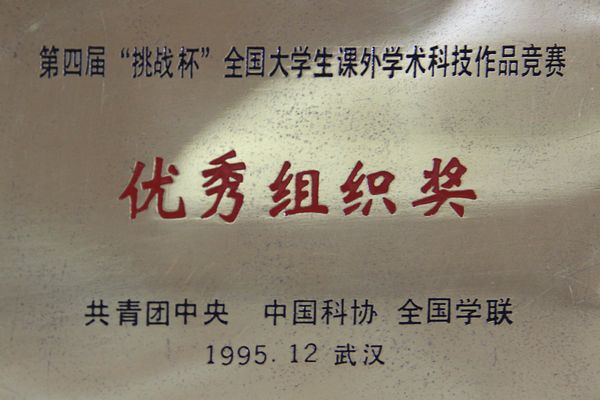 第四届“挑战杯”全国大学生课外学术科技作品竞赛
优秀组织奖
共青团中央 中国科协 全国学联
1995.12 武汉